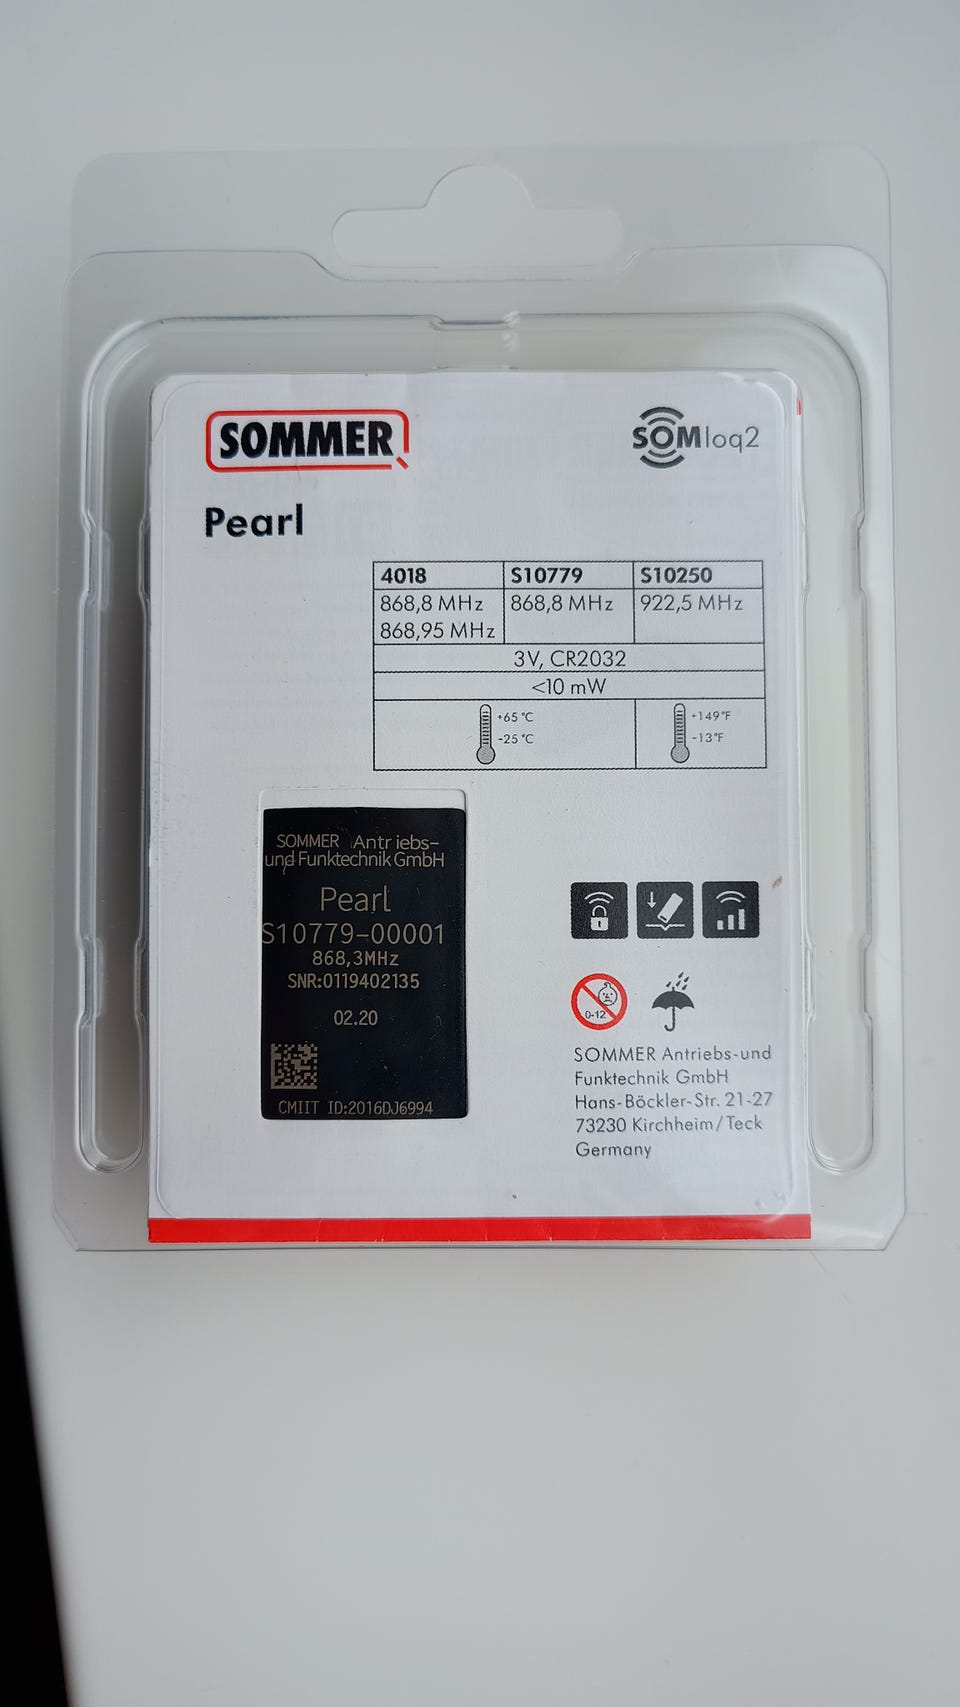 SOMMER
SOMloq2
Pearl
4018 S10779 S10250
868,8 MHz 868,8 MHz 922,5 MHz
868,95 MHz
3V, CR2032
<10 mW
+65 °C +149°F
-25 °C -13°F
SOMMER Antriebs-
und Funktechnik GmbH
Pearl
S10779-00001
868,3MHz
SNR:0119402135
02.20
CMIIT ID:2016DJ6994
0-12
SOMMER Antriebs-und
Funktechnik GmbH
Hans-Böckler-Str. 21-27
73230 Kirchheim/Teck
Germany